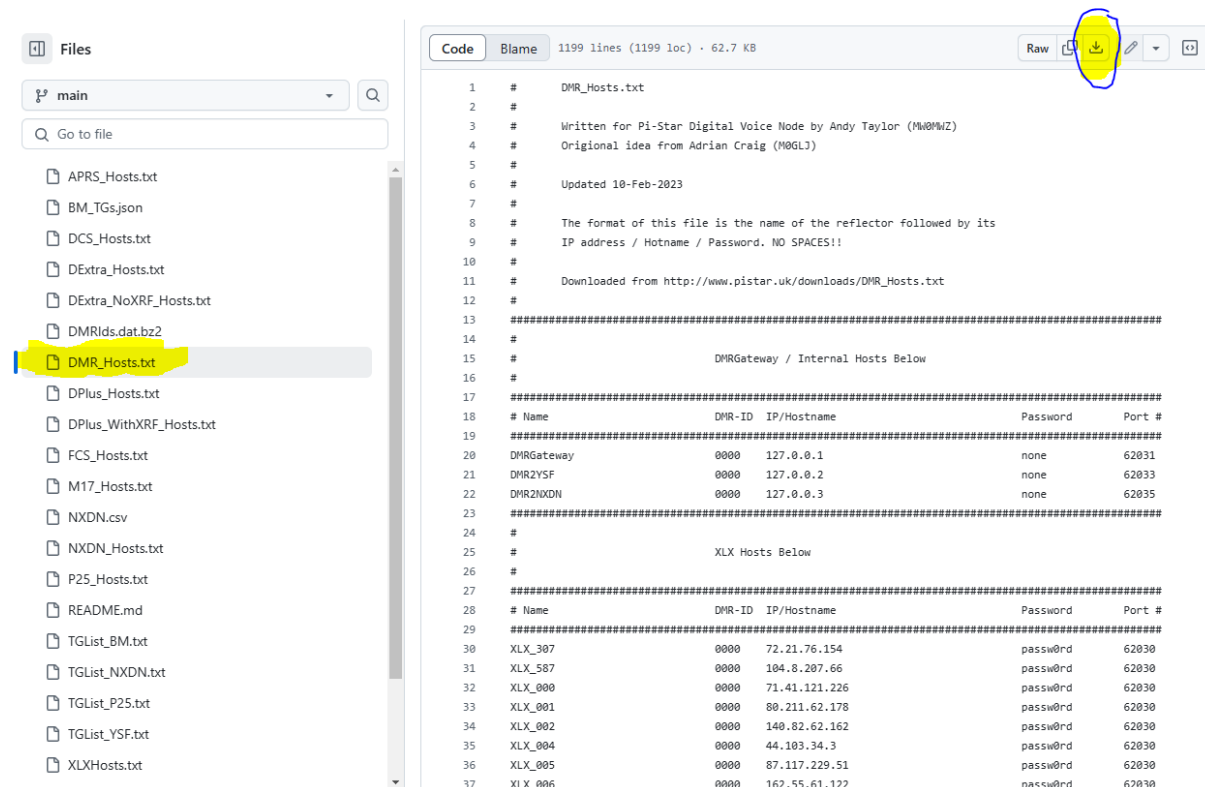 Files
main
Go to file
APRS_Hosts.txt
BM_TGs.json
DCS_Hosts.txt
DExtra_Hosts.txt
DExtra_NoXRF_Hosts.txt
DMRIds.dat.bz2
DMR_Hosts.txt
DPlus_Hosts.txt
DPlus_WithXRF_Hosts.txt
FCS_Hosts.txt
M17_Hosts.txt
NXDN.csv
NXDN_Hosts.txt
P25_Hosts.txt
README.md
TGList_BM.txt
TGList_NXDN.txt
TGList_P25.txt
TGList_YSF.txt
XLXHosts.txt
Code Blame 1199 lines (1199 loc) · 62.7 KB Raw
1 # DMR_Hosts.txt
2 #
3 # Written for Pi-Star Digital Voice Node by Andy Taylor (MW0MWZ)
4 # Origional idea from Adrian Craig (M0GLJ)
5 #
6 # Updated 10-Feb-2023
7 #
8 # The format of this file is the name of the reflector followed by its
9 # IP address / Hotname / Password. NO SPACES!!
10 #
11 # Downloaded from http://www.pistar.uk/downloads/DMR_Hosts.txt
12 #
13 ######################################################################################################
14 #
15 # DMRGateway / Internal Hosts Below
16 #
17 ######################################################################################################
18 # Name DMR-ID IP/Hostname Password Port #
19 ######################################################################################################
20 DMRGateway 0000 127.0.0.1 none 62031
21 DMR2YSF 0000 127.0.0.2 none 62033
22 DMR2NXDN 0000 127.0.0.3 none 62035
23 ######################################################################################################
24 #
25 # XLX Hosts Below
26 #
27 ######################################################################################################
28 # Name DMR-ID IP/Hostname Password Port #
29 ######################################################################################################
30 XLX_307 0000 72.21.76.154 passw0rd 62030
31 XLX_587 0000 104.8.207.66 passw0rd 62030
32 XLX_000 0000 71.41.121.226 passw0rd 62030
33 XLX_001 0000 80.211.62.178 passw0rd 62030
34 XLX_002 0000 140.82.62.162 passw0rd 62030
35 XLX_004 0000 44.103.34.3 passw0rd 62030
36 XLX_005 0000 87.117.229.51 passw0rd 62030
37 XLX_006 0000 162.55.61.122 passw0rd 62030